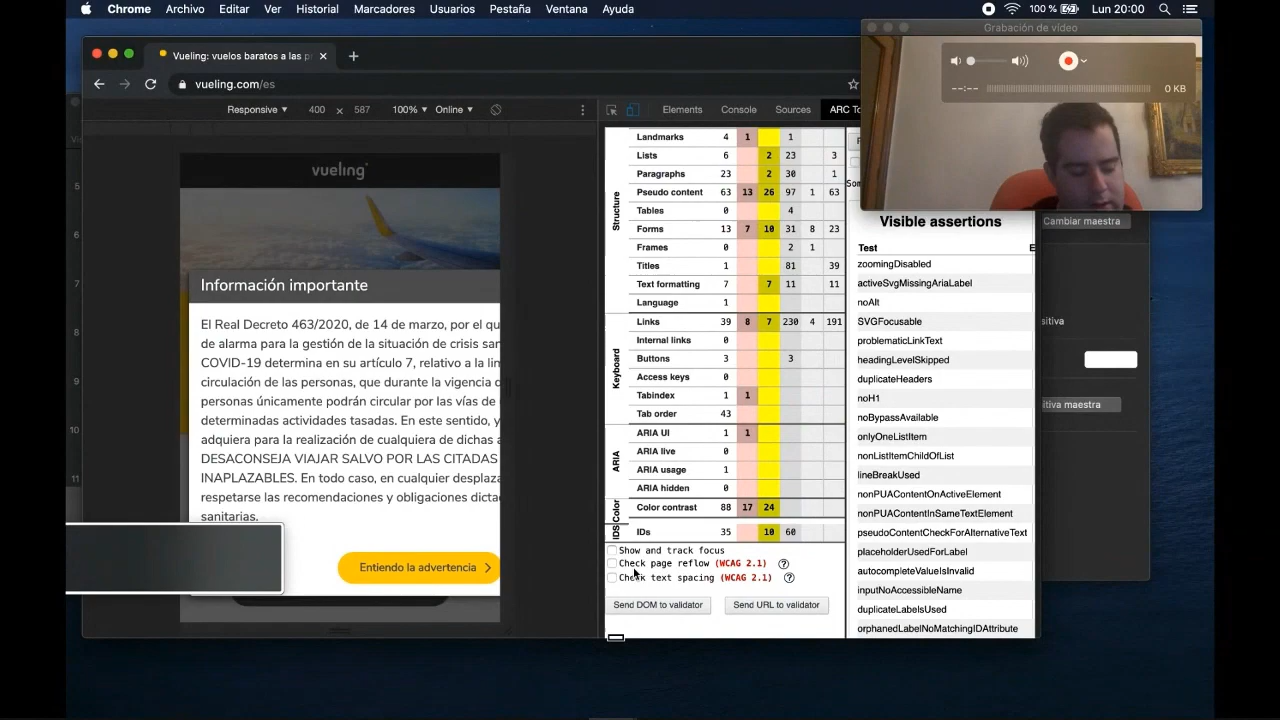 Chrome Archivo Editar Ver Historial Marcadores Usuarios Pestaña Ventana Ayuda 100 % Lun 20:00
Grabación de vídeo
--:-- 0 KB
Vueling: vuelos baratos a las pr
vueling.com/es
Responsive 400 × 587 100% Online
Elements Console Sources ARC To
vueling
Información importante
El Real Decreto 463/2020, de 14 de marzo, por el qu
de alarma para la gestión de la situación de crisis san
COVID-19 determina en su artículo 7, relativo a la lim
circulación de las personas, que durante la vigencia d
personas únicamente podrán circular por las vías de
determinadas actividades tasadas. En este sentido, y
adquiera para la realización de cualquiera de dichas a
DESACONSEJA VIAJAR SALVO POR LAS CITADAS
INAPLAZABLES. En todo caso, en cualquier desplaza
respetarse las recomendaciones y obligaciones dicta
sanitarias.
Entiendo la advertencia
5
6
7
8
9
10
11
Structure
Landmarks 4 1 1
Lists 6 2 23 3
Paragraphs 23 2 30 1
Pseudo content 63 13 26 97 1 63
Tables 0 4
Forms 13 7 10 31 8 23
Frames 0 2 1
Titles 1 81 39
Text formatting 7 7 11 11
Language 1
Keyboard
Links 39 8 7 230 4 191
Internal links 0
Buttons 3 3
Access keys 0
Tabindex 1 1
Tab order 43
ARIA
ARIA UI 1 1
ARIA live 0
ARIA usage 1
ARIA hidden 0
Color
Color contrast 88 17 24
IDS
IDs 35 10 60
Show and track focus
Check page reflow (WCAG 2.1) ?
Check text spacing (WCAG 2.1) ?
Send DOM to validator Send URL to validator
Som
Visible assertions
Test E
zoomingDisabled
activeSvgMissingAriaLabel
noAlt
SVGFocusable
problematicLinkText
headingLevelSkipped
duplicateHeaders
noH1
noBypassAvailable
onlyOneListItem
nonListItemChildOfList
lineBreakUsed
nonPUAContentOnActiveElement
nonPUAContentInSameTextElement
pseudoContentCheckForAlternativeText
placeholderUsedForLabel
autocompleteValueIsInvalid
inputNoAccessibleName
duplicateLabelsUsed
orphanedLabelNoMatchingIDAttribute
Cambiar maestra
sitiva
itiva maestra